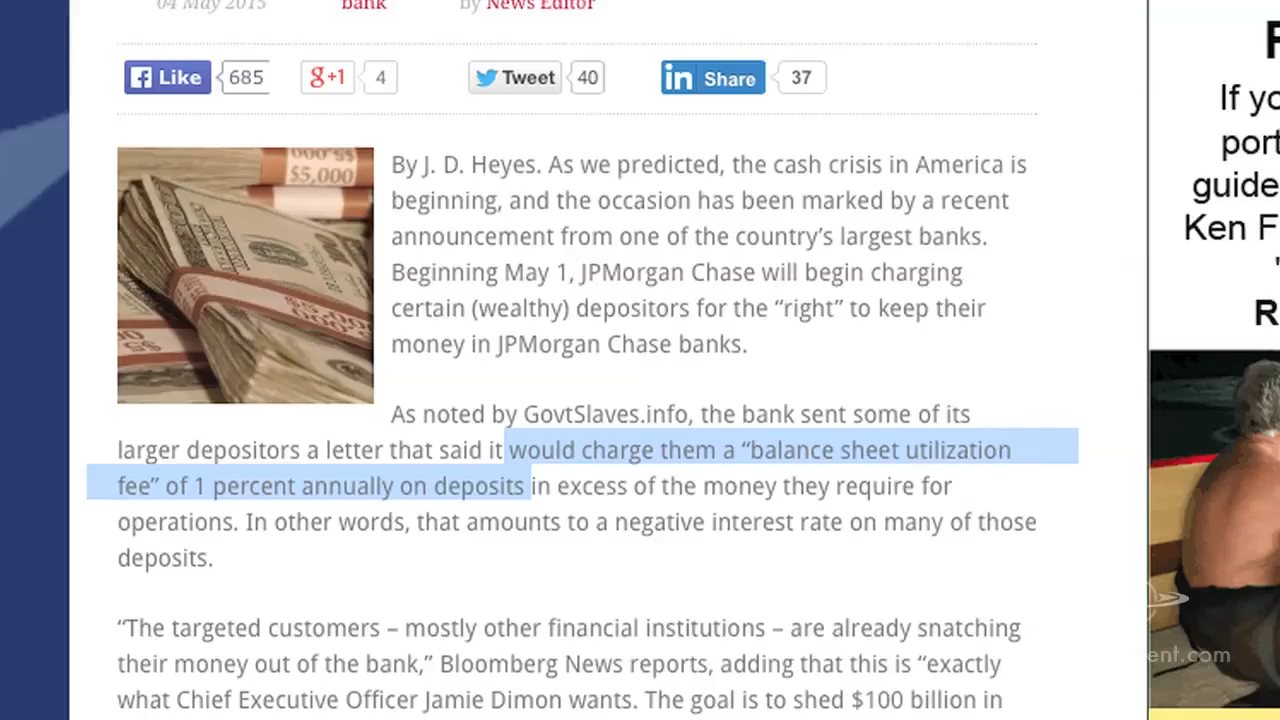 04 May 2015 bank by News Editor
Like 685 g+1 4 Tweet 40 in Share 37
$5,000
By J. D. Heyes. As we predicted, the cash crisis in America is
beginning, and the occasion has been marked by a recent
announcement from one of the country’s largest banks.
Beginning May 1, JPMorgan Chase will begin charging
certain (wealthy) depositors for the “right” to keep their
money in JPMorgan Chase banks.
As noted by GovtSlaves.info, the bank sent some of its
larger depositors a letter that said it would charge them a “balance sheet utilization
fee” of 1 percent annually on deposits in excess of the money they require for
operations. In other words, that amounts to a negative interest rate on many of those
deposits.
“The targeted customers – mostly other financial institutions – are already snatching
their money out of the bank,” Bloomberg News reports, adding that this is “exactly
what Chief Executive Officer Jamie Dimon wants. The goal is to shed $100 billion in
If yo
port
guide
Ken F
R
ent.com